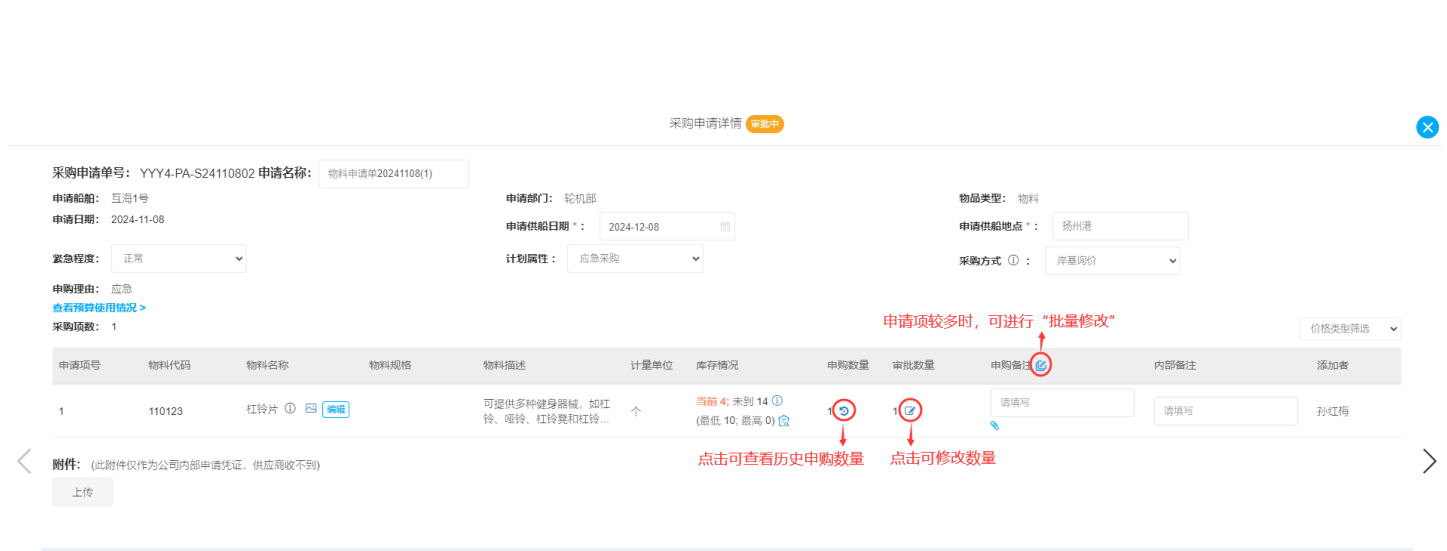 采购申请详情 审批中
采购申请单号： YYY4-PA-S24110802 申请名称： 物料申请单20241108(1)
申请船舶： 互海1号 申请部门： 轮机部 物品类型： 物料
申请日期： 2024-11-08 申请供船日期 *： 2024-12-08 申请供船地点 *： 扬州港
紧急程度： 正常 计划属性： 应急采购 采购方式 ： 岸基询价
申购理由： 应急
查看预算使用情况 >
采购项数： 1
申请项较多时，可进行“批量修改”
价格类型筛选
申请项号 物料代码 物料名称 物料规格 物料描述 计量单位 库存情况 申购数量 审批数量 申购备注 内部备注 添加者
1 110123 杠铃片 编辑 可提供多种健身器械，如杠 个 当前 4; 未到 14 1 1 请填写 请填写 孙红梅
铃、哑铃、杠铃凳和杠铃... (最低 10; 最高 0)
点击可查看历史申购数量 点击可修改数量
附件： (此附件仅作为公司内部申请凭证，供应商收不到)
上传